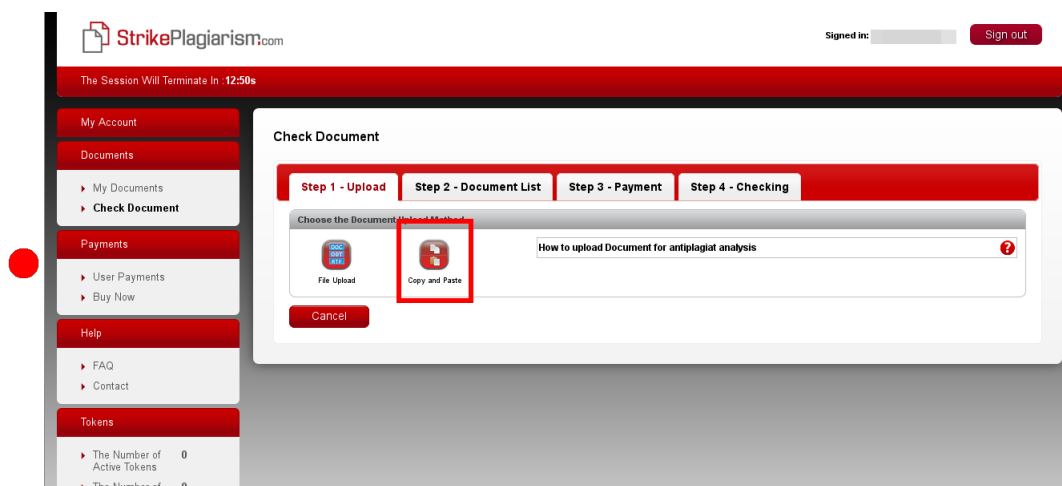 StrikePlagiarism.com
Signed in:
Sign out
The Session Will Terminate In :12:50s
My Account
Documents
My Documents
Check Document
Payments
User Payments
Buy Now
Help
FAQ
Contact
Tokens
The Number of 0
Active Tokens
The Number of 0
Check Document
Step 1 - Upload
Step 2 - Document List
Step 3 - Payment
Step 4 - Checking
Choose the Document Upload Method
DOC
ODT
RTF
File Upload
Copy and Paste
How to upload Document for antiplagiat analysis
?
Cancel